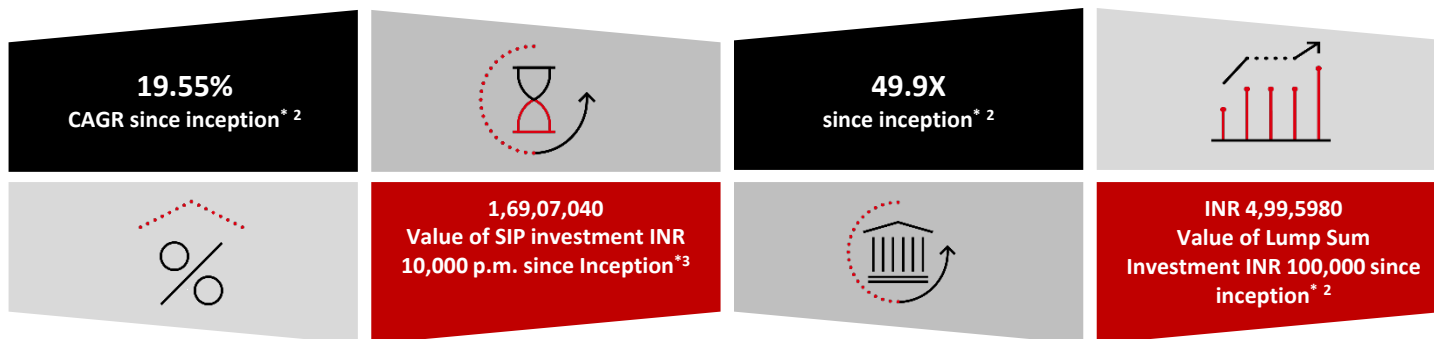 19.55%
CAGR since inception* 2
49.9X
since inception* 2
1,69,07,040
Value of SIP investment INR
10,000 p.m. since Inception*3
INR 4,99,5980
Value of Lump Sum
Investment INR 100,000 since
inception* 2